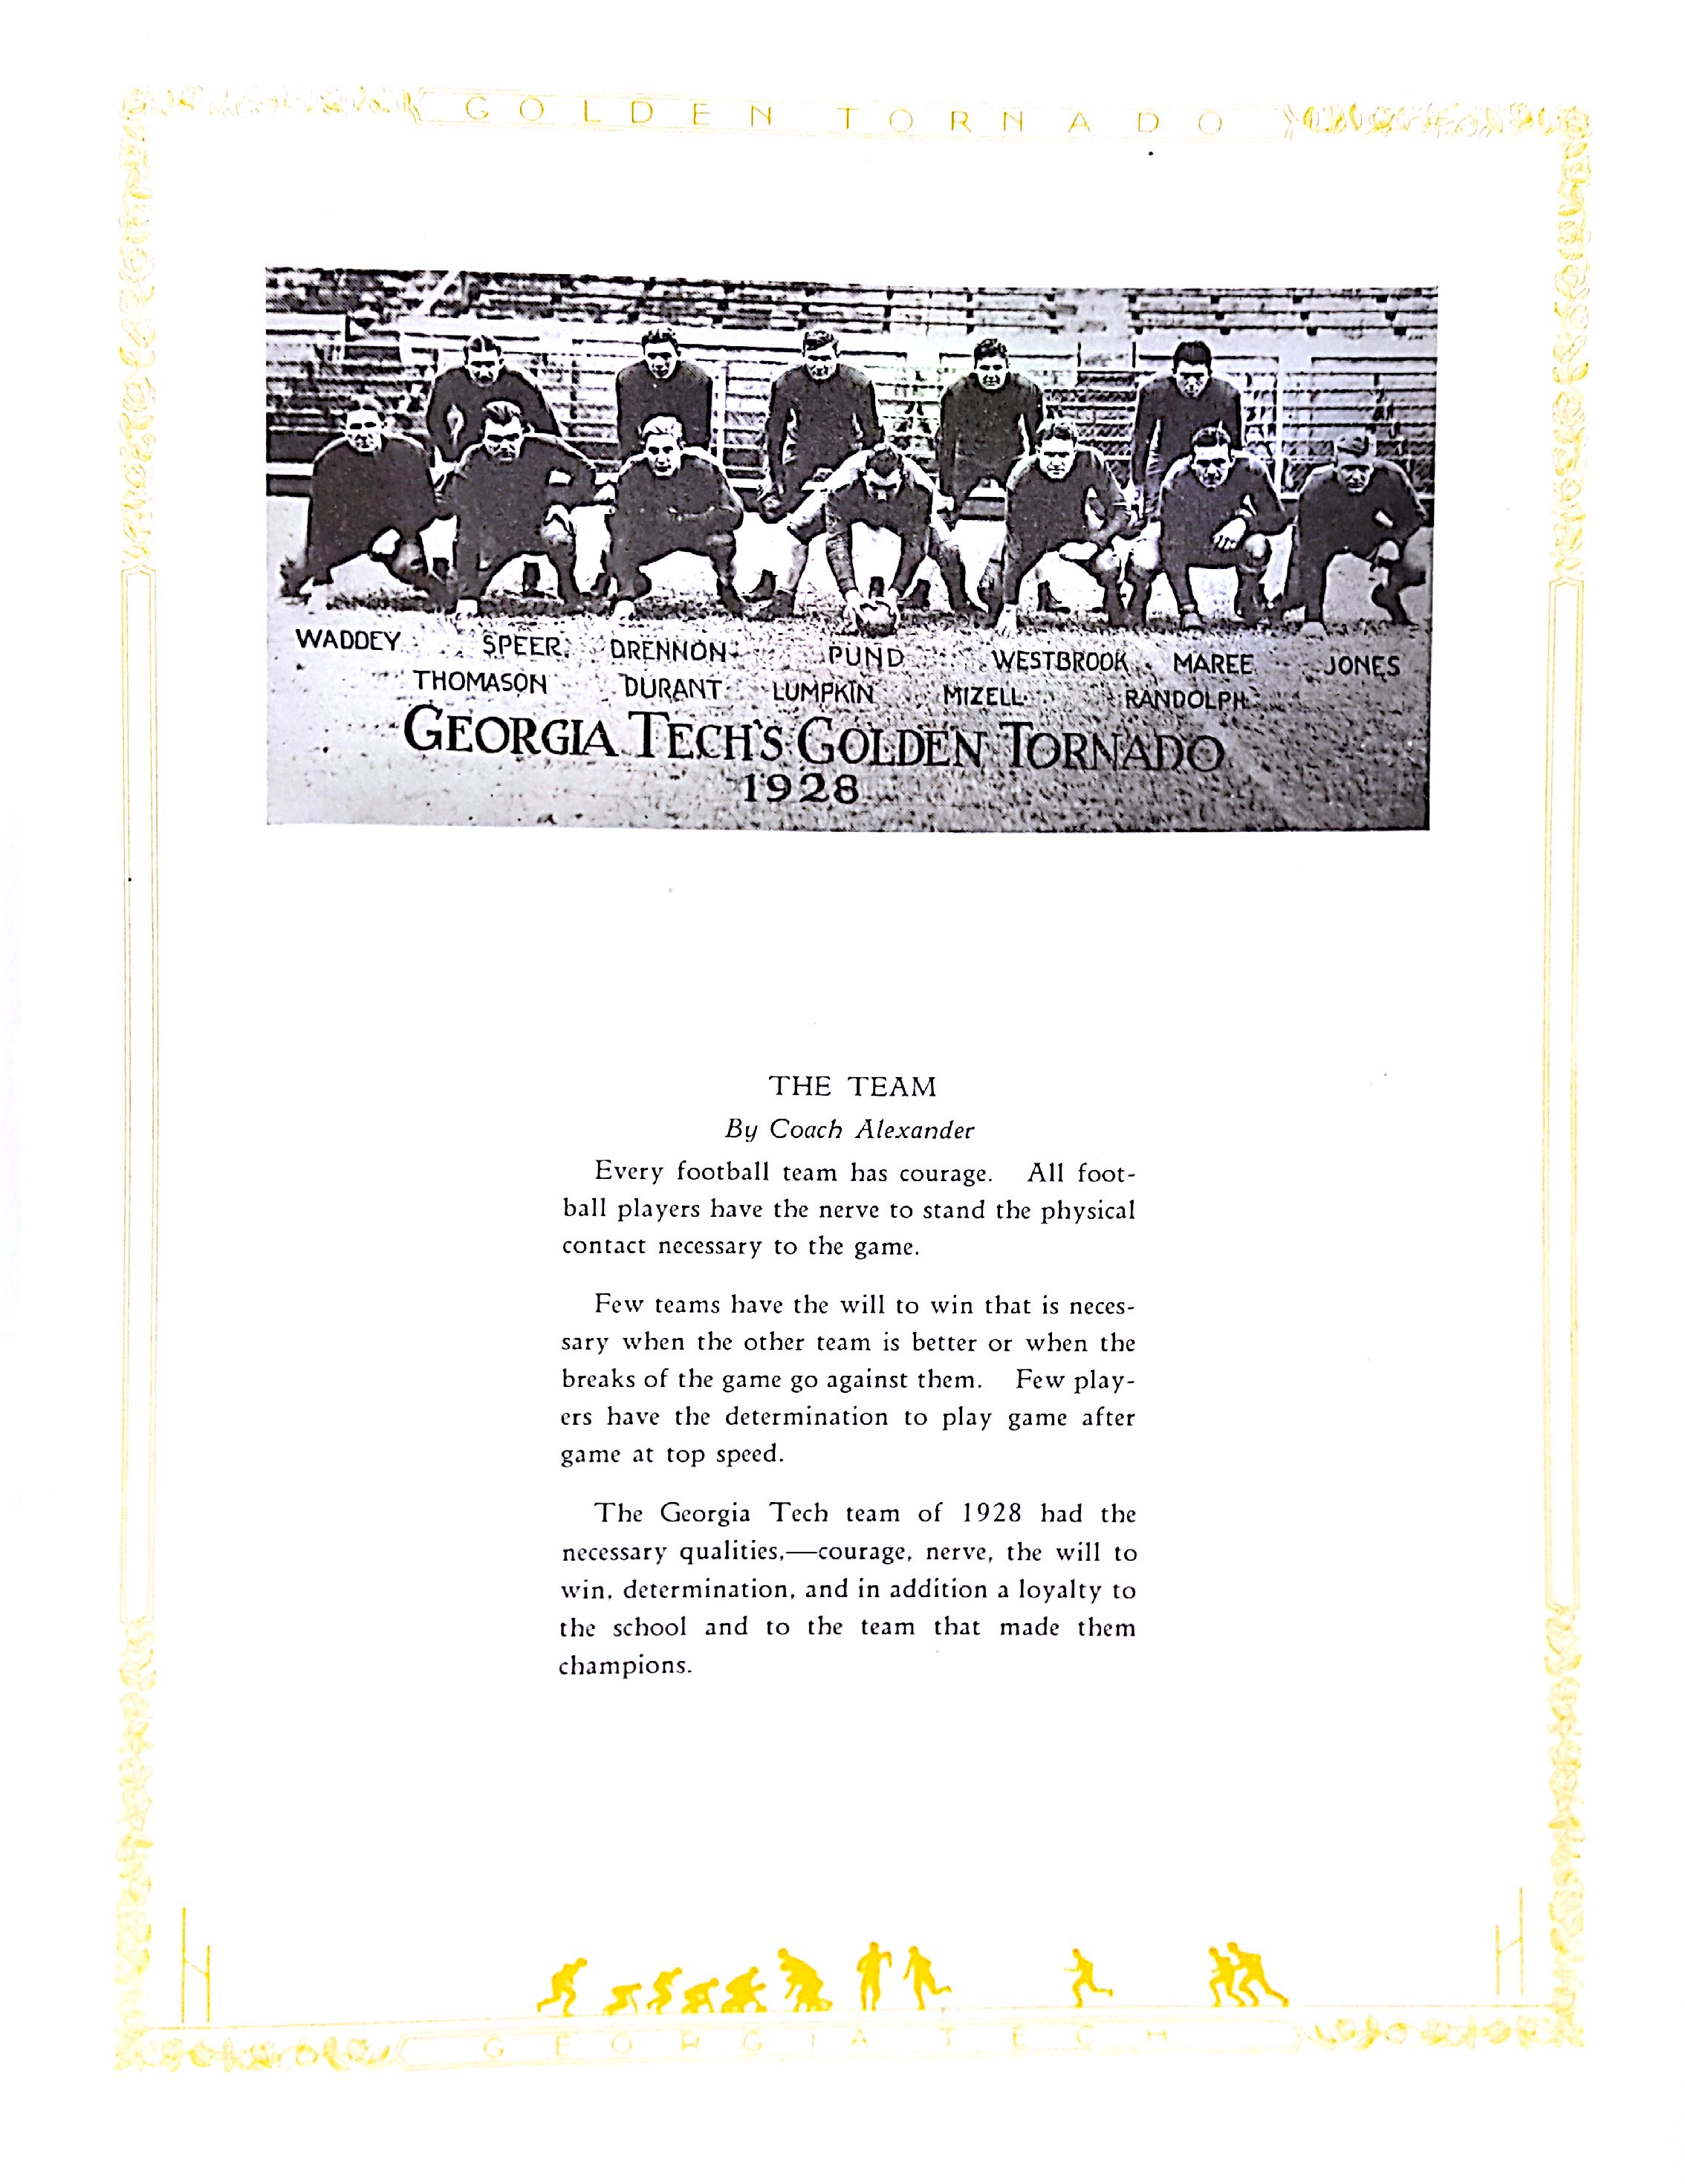 GOLDEN TORNADO
WADDEY SPEER DRENNON PUND WESTBROOK MAREE JONES
THOMASON DURANT LUMPKIN MIZELL RANDOLPH
GEORGIA TECH'S GOLDEN TORNADO
1928
THE TEAM
By Coach Alexander
Every football team has courage. All foot-
ball players have the nerve to stand the physical
contact necessary to the game.
Few teams have the will to win that is neces-
sary when the other team is better or when the
breaks of the game go against them. Few play-
ers have the determination to play game after
game at top speed.
The Georgia Tech team of 1928 had the
necessary qualities,—courage, nerve, the will to
win, determination, and in addition a loyalty to
the school and to the team that made them
champions.
GEORGIA TECH